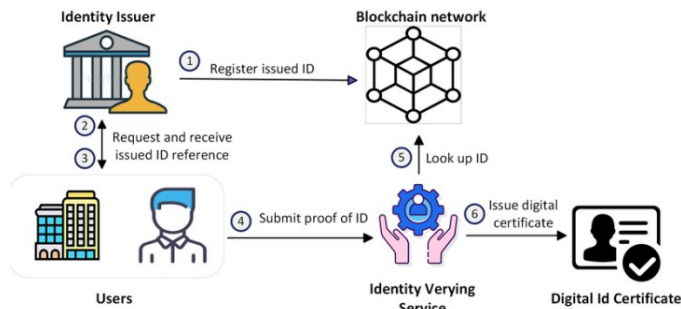 Identity Issuer
Blockchain network
1
Register issued ID
2
3
Request and receive
issued ID reference
5
Look up ID
4
Submit proof of ID
6
Issue digital
certificate
Users
Identity Verying
Service
Digital Id Certificate